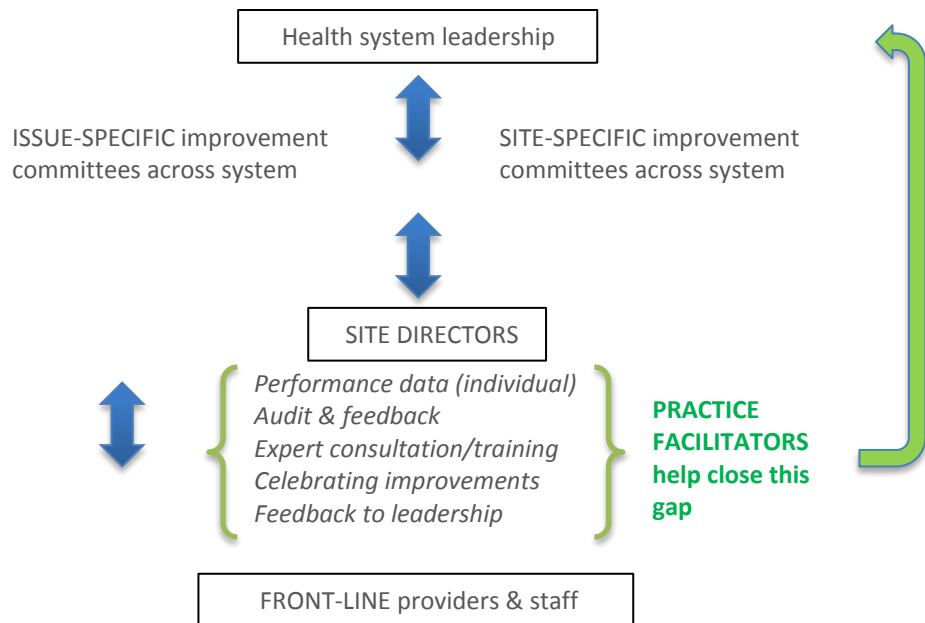 Health system leadership
ISSUE-SPECIFIC improvement
committees across system
SITE-SPECIFIC improvement
committees across system
SITE DIRECTORS
Performance data (individual)
Audit & feedback
Expert consultation/training
Celebrating improvements
Feedback to leadership
PRACTICE
FACILITATORS
help close this
gap
FRONT-LINE providers & staff